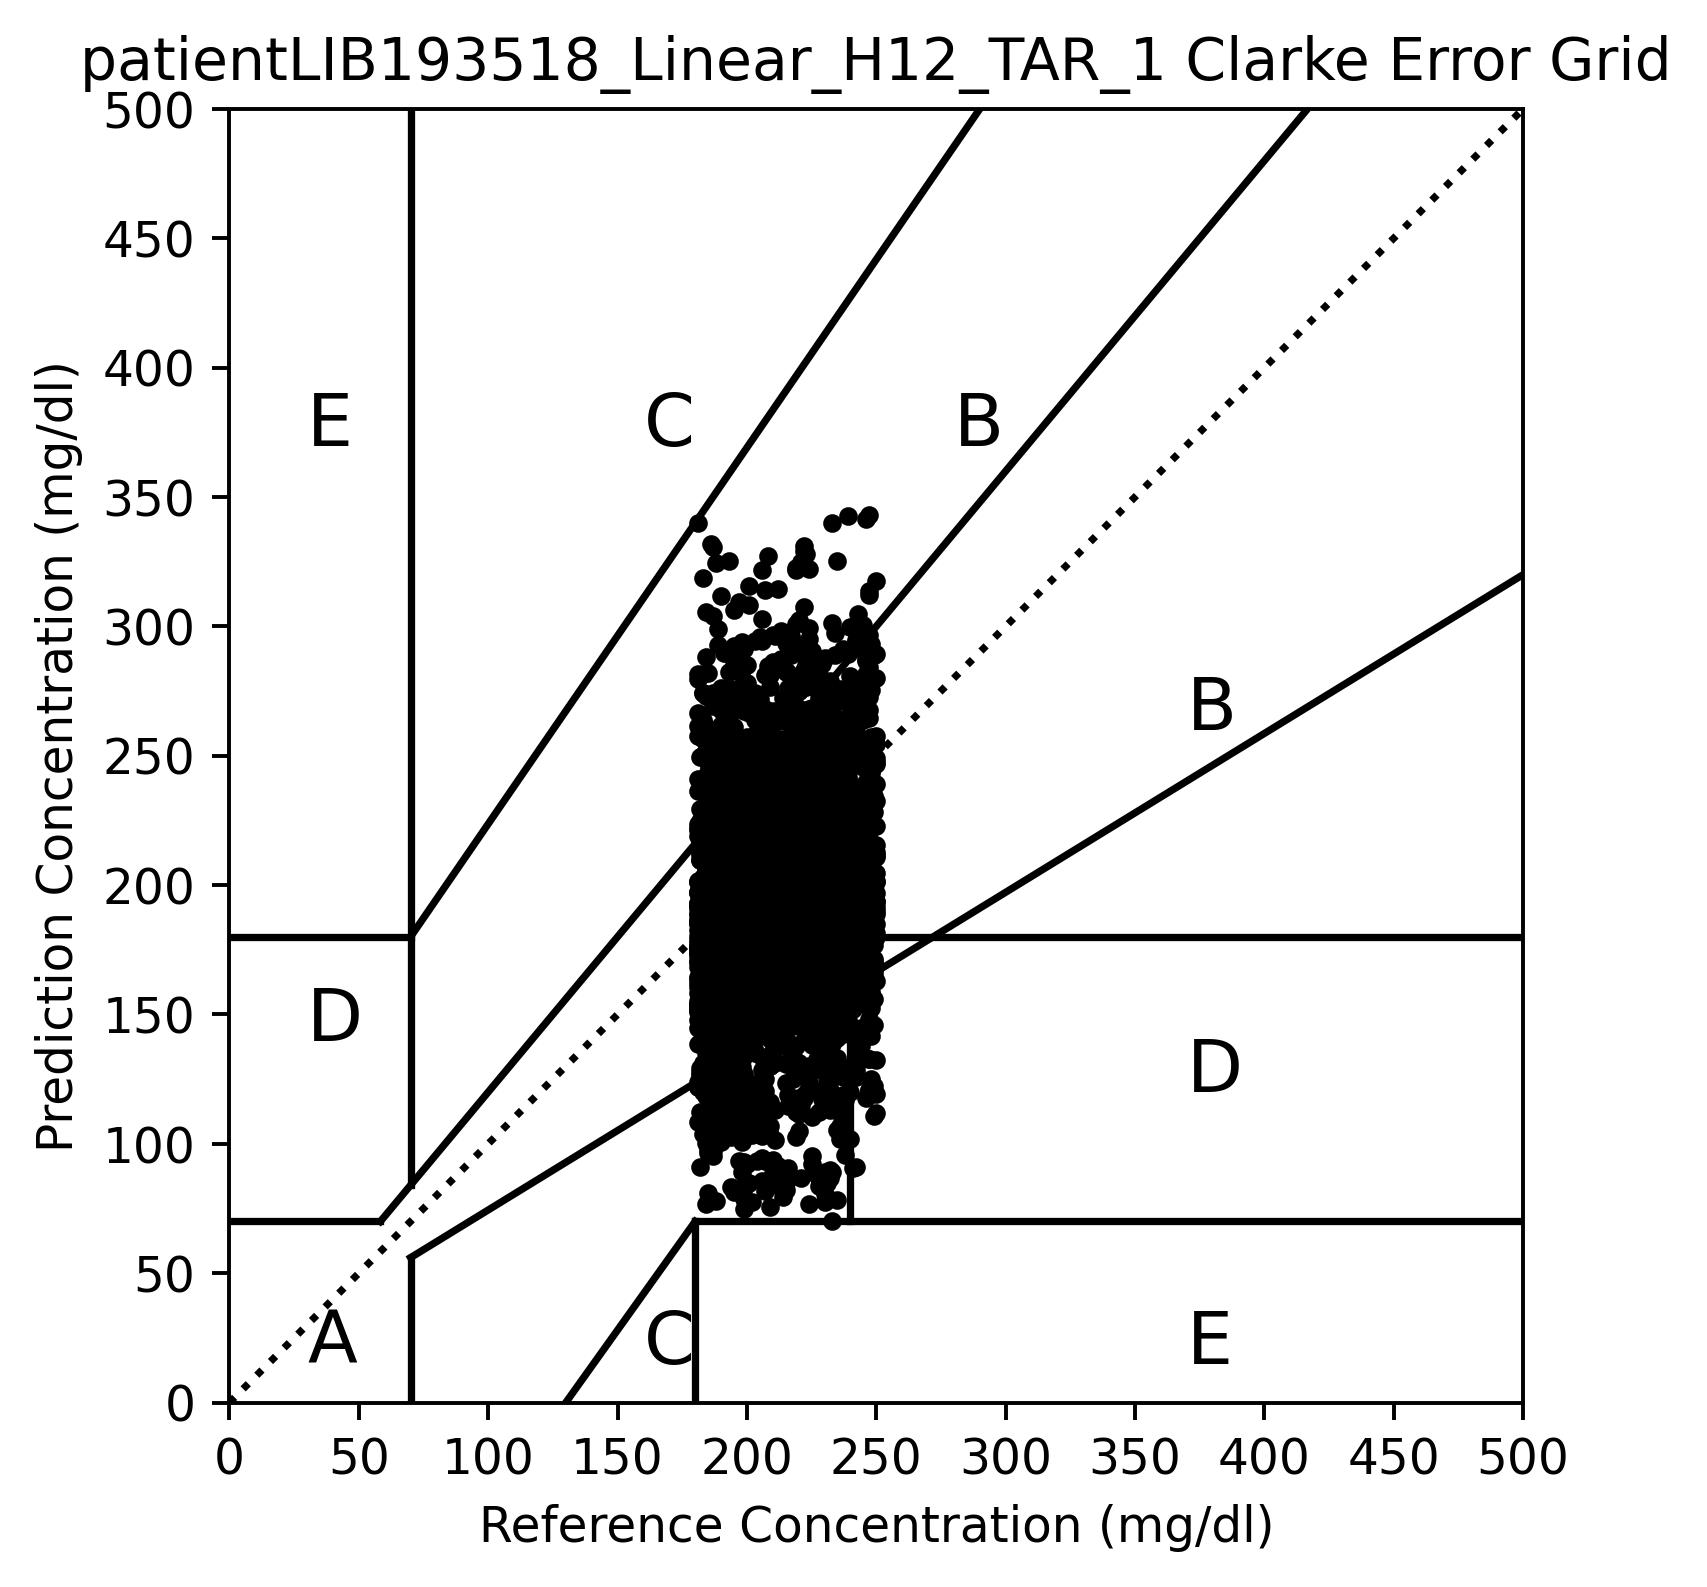 patientLIB193518_Linear_H12_TAR_1 Clarke Error Grid
500
450
400
350
300
250
200
150
100
50
0
Prediction Concentration (mg/dl)
E
C
B
B
D
D
A
C
E
0 50 100 150 200 250 300 350 400 450 500
Reference Concentration (mg/dl)